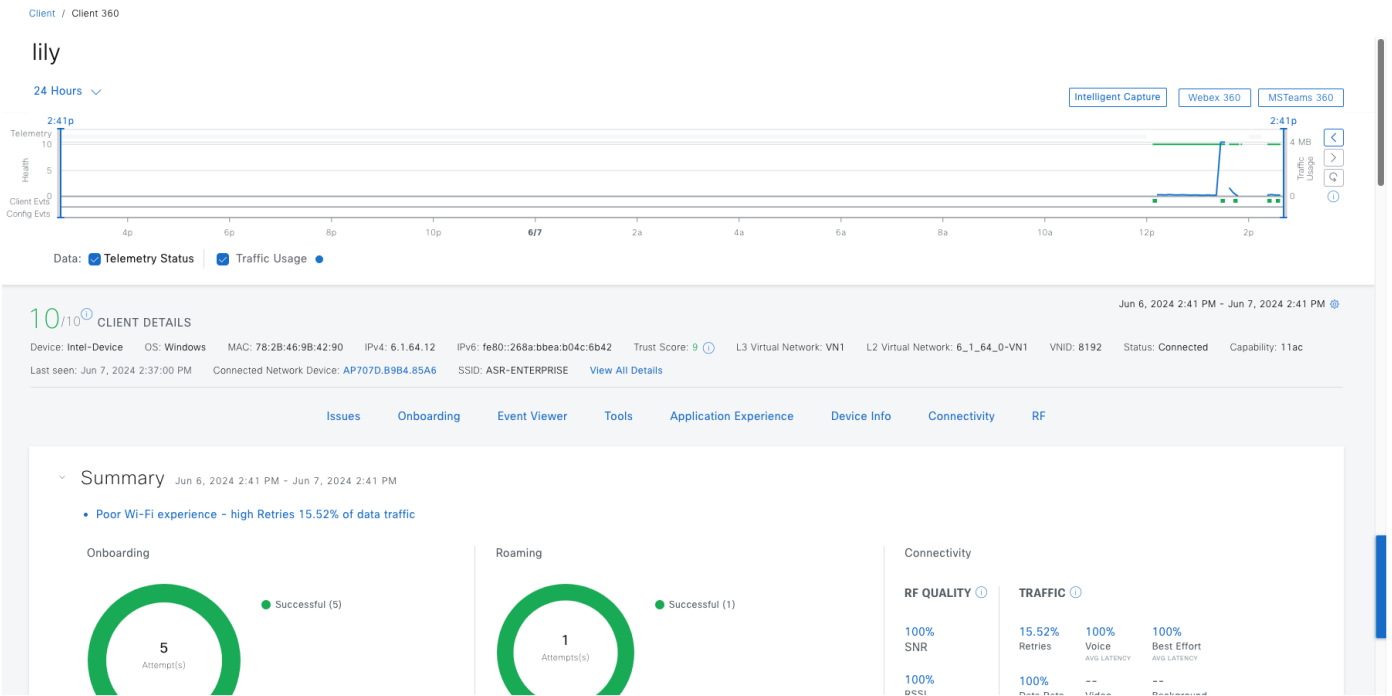 Client / Client 360
lily
24 Hours
Intelligent Capture Webex 360 MSTeams 360
2:41p 2:41p
Telemetry
10 4 MB
Health 5 Traffic Usage
0 0
Client Evts
Config Evts
4p 6p 8p 10p 6/7 2a 4a 6a 8a 10a 12p 2p
Data: Telemetry Status Traffic Usage
Jun 6, 2024 2:41 PM - Jun 7, 2024 2:41 PM
10/10 CLIENT DETAILS
Device: Intel-Device OS: Windows MAC: 78:2B:46:9B:42:90 IPv4: 6.1.64.12 IPv6: fe80::268a:bbea:b04c:6b42 Trust Score: 9 L3 Virtual Network: VN1 L2 Virtual Network: 6_1_64_0-VN1 VNID: 8192 Status: Connected Capability: 11ac
Last seen: Jun 7, 2024 2:37:00 PM Connected Network Device: AP707D.B9B4.85A6 SSID: ASR-ENTERPRISE View All Details
Issues Onboarding Event Viewer Tools Application Experience Device Info Connectivity RF
Summary Jun 6, 2024 2:41 PM - Jun 7, 2024 2:41 PM
• Poor Wi-Fi experience - high Retries 15.52% of data traffic
Onboarding Roaming Connectivity
RF QUALITY TRAFFIC
Successful (5) Successful (1)
5 1
Attempt(s) Attempts(s)
100% 15.52% 100% 100%
SNR Retries Voice Best Effort
AVG LATENCY AVG LATENCY
100% 100% -- --
RSSI Data Rate Video Background